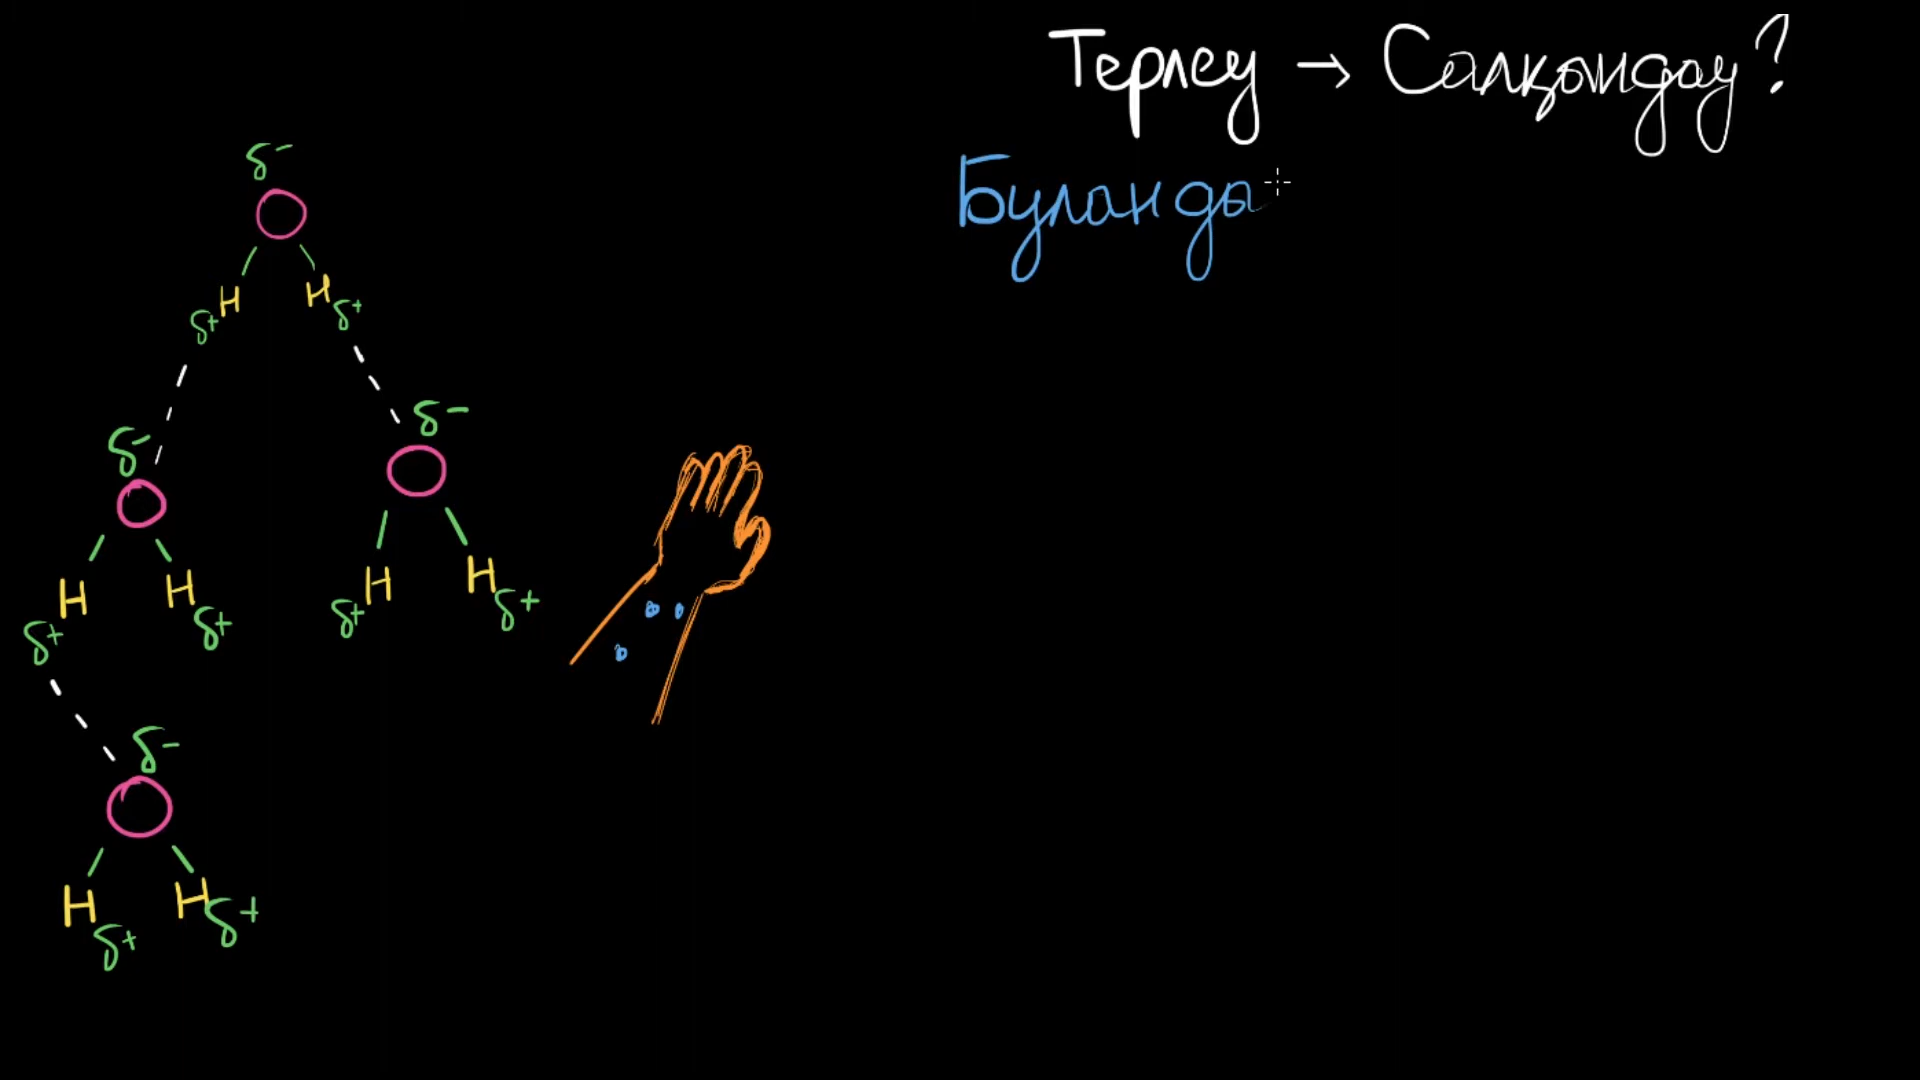 Терлеу → Салқындау?
Буланды
δ-
H H
δ+ δ+
δ-
δ-
H H
δ+ δ+
H H
δ+ δ+
δ-
H H
δ+ δ+